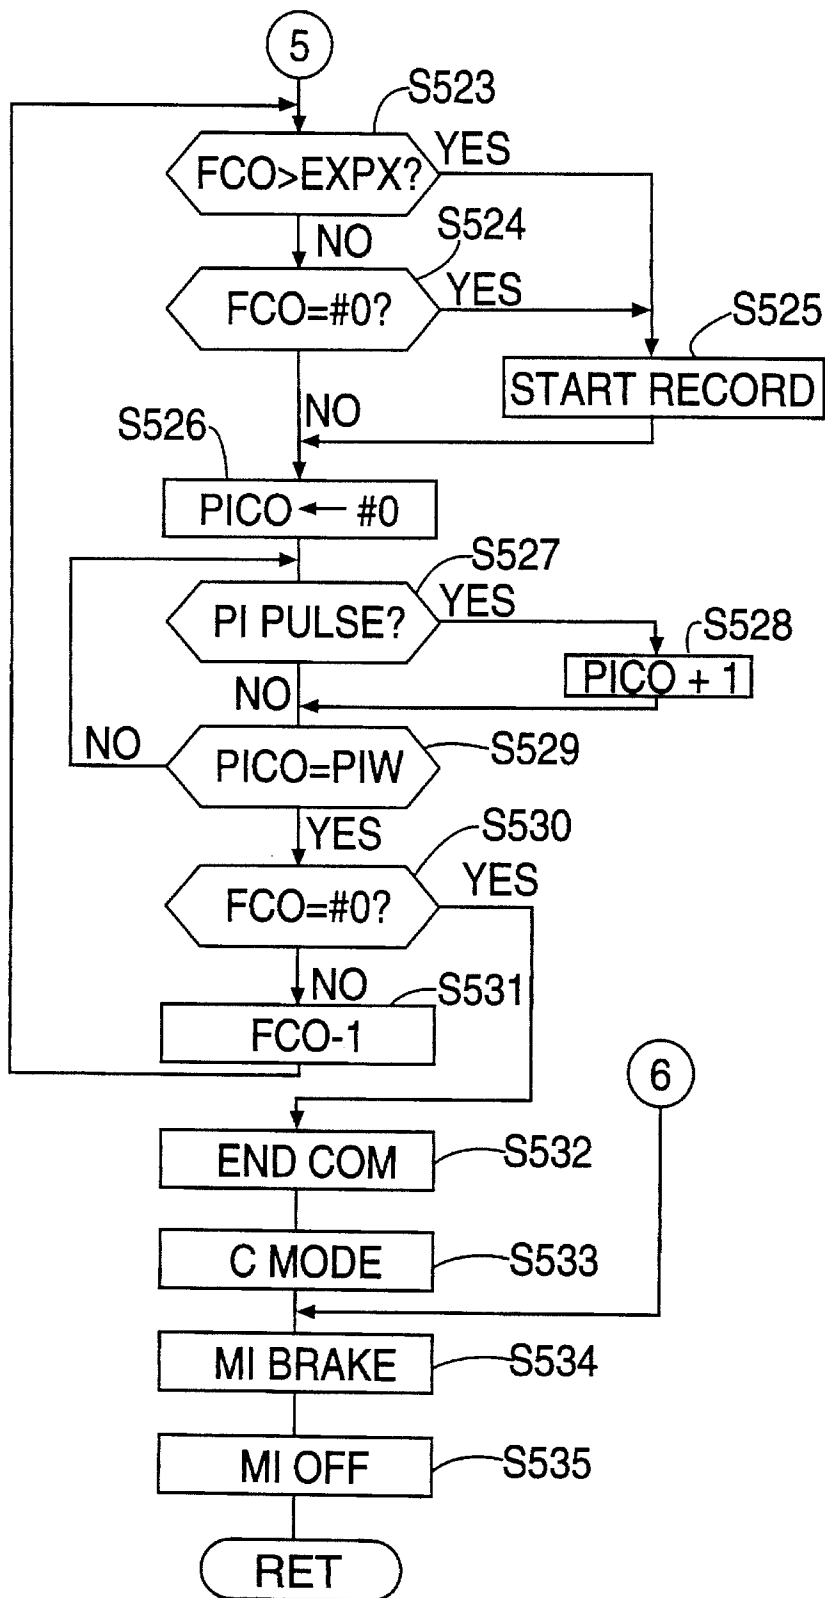 5
S523
FCO>EXPX?
YES
NO
S524
FCO=#0?
YES
S525
START RECORD
NO
S526
PICO ← #0
S527
PI PULSE?
YES
S528
PICO + 1
NO
NO
S529
PICO=PIW
YES
S530
FCO=#0?
YES
NO
S531
FCO-1
6
END COM
S532
C MODE
S533
MI BRAKE
S534
MI OFF
S535
RET